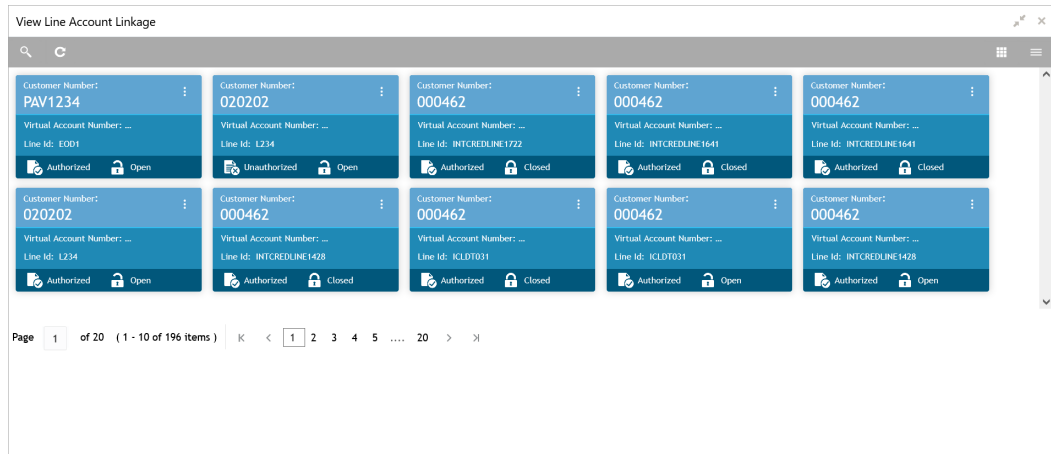 View Line Account Linkage
Customer Number:
PAV1234
Virtual Account Number: ...
Line Id: EOD1
Authorized Open
Customer Number:
020202
Virtual Account Number: ...
Line Id: L234
Unauthorized Open
Customer Number:
000462
Virtual Account Number: ...
Line Id: INTCREDLINE1722
Authorized Closed
Customer Number:
000462
Virtual Account Number: ...
Line Id: INTCREDLINE1641
Authorized Closed
Customer Number:
000462
Virtual Account Number: ...
Line Id: INTCREDLINE1641
Authorized Closed
Customer Number:
020202
Virtual Account Number: ...
Line Id: L234
Authorized Open
Customer Number:
000462
Virtual Account Number: ...
Line Id: INTCREDLINE1428
Authorized Closed
Customer Number:
000462
Virtual Account Number: ...
Line Id: ICLDT031
Authorized Closed
Customer Number:
000462
Virtual Account Number: ...
Line Id: ICLDT031
Authorized Open
Customer Number:
000462
Virtual Account Number: ...
Line Id: INTCREDLINE1428
Authorized Open
Page 1 of 20 ( 1 - 10 of 196 items ) 1 2 3 4 5 .... 20